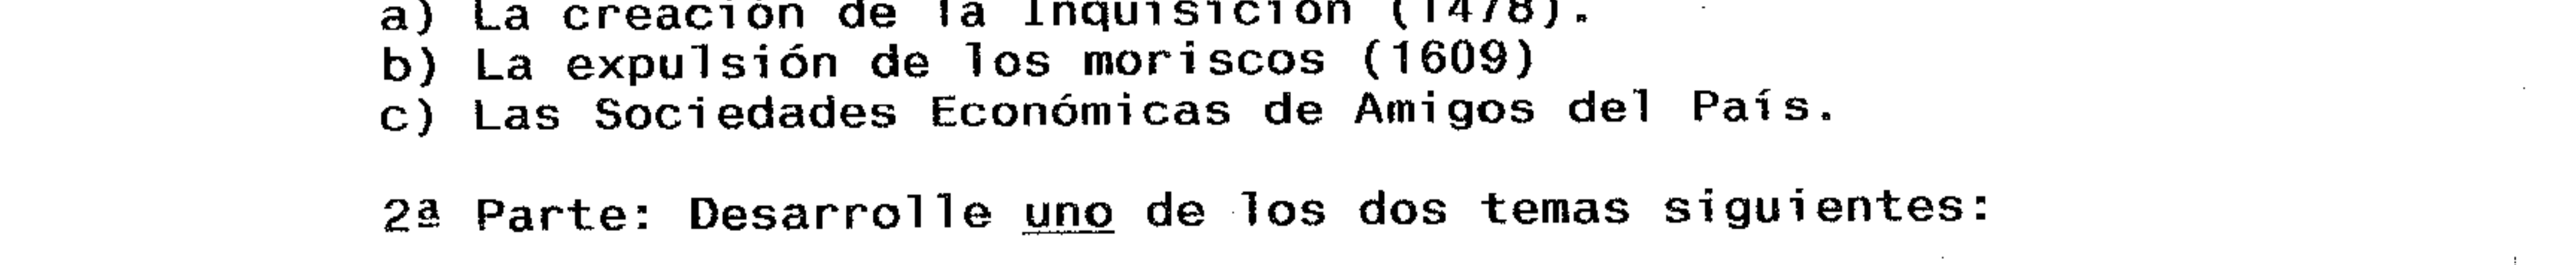 a) La creación de la Inquisición (1478).
b) La expulsión de los moriscos (1609)
c) Las Sociedades Económicas de Amigos del País.
2ª Parte: Desarrolle uno de los dos temas siguientes: